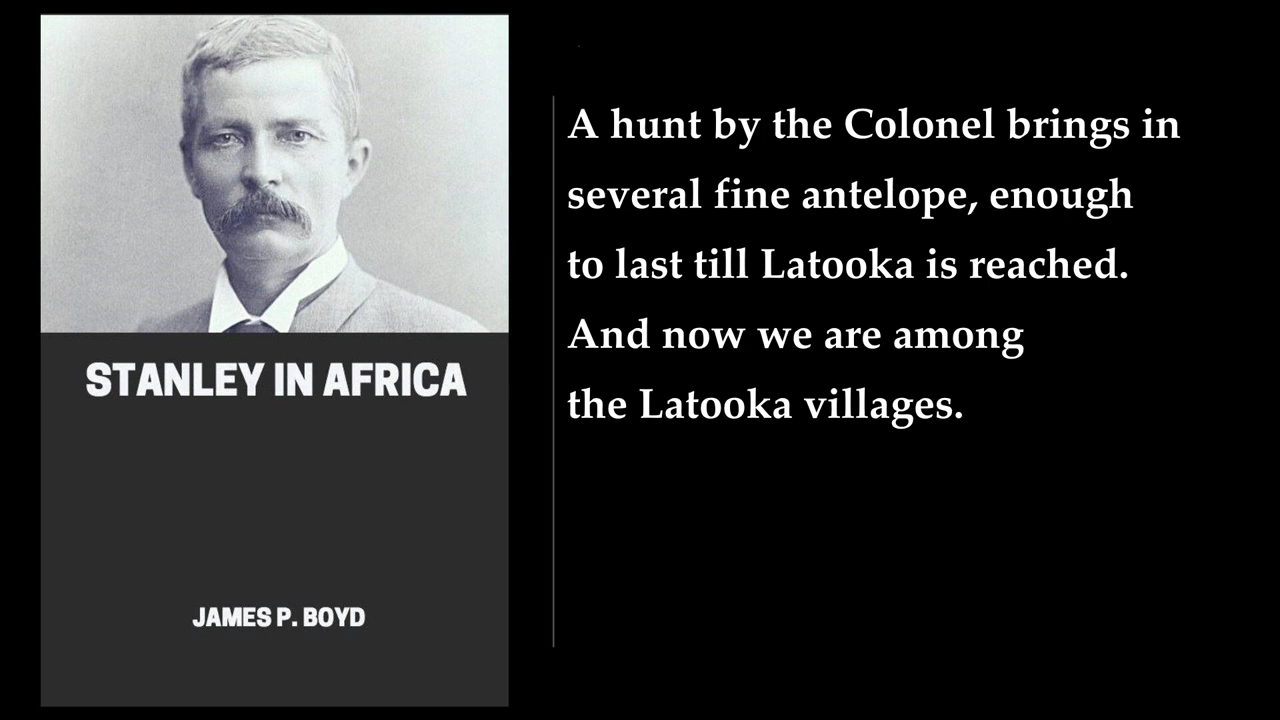 STANLEY IN AFRICA
JAMES P. BOYD
A hunt by the Colonel brings in
several fine antelope, enough
to last till Latooka is reached.
And now we are among
the Latooka villages.